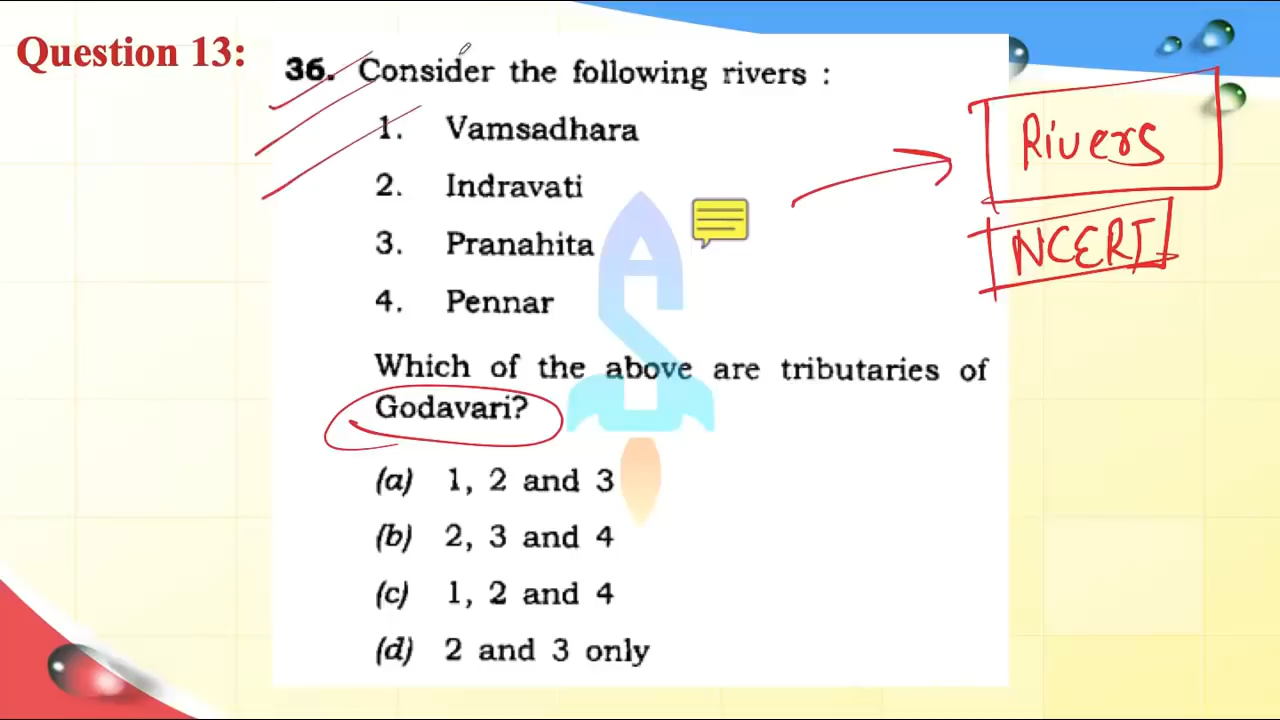 Question 13:
36. Consider the following rivers :
1. Vamsadhara
2. Indravati
3. Pranahita
4. Pennar
Which of the above are tributaries of
Godavari?
(a) 1, 2 and 3
(b) 2, 3 and 4
(c) 1, 2 and 4
(d) 2 and 3 only
Rivers
NCERT